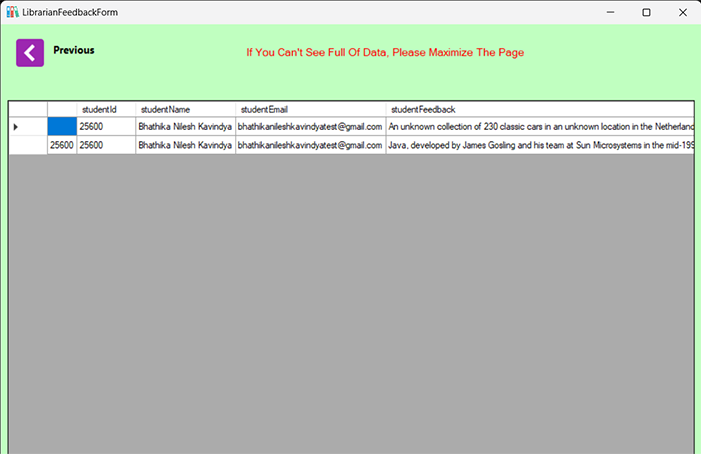 LibrarianFeedbackForm
Previous
If You Can't See Full Of Data, Please Maximize The Page
studentId studentName studentEmail studentFeedback
25600 Bhathika Nilesh Kavindya bhathikanileshkavindyatest@gmail.com An unknown collection of 230 classic cars in an unknown location in the Netherland
25600 25600 Bhathika Nilesh Kavindya bhathikanileshkavindyatest@gmail.com Java, developed by James Gosling and his team at Sun Microsystems in the mid-199